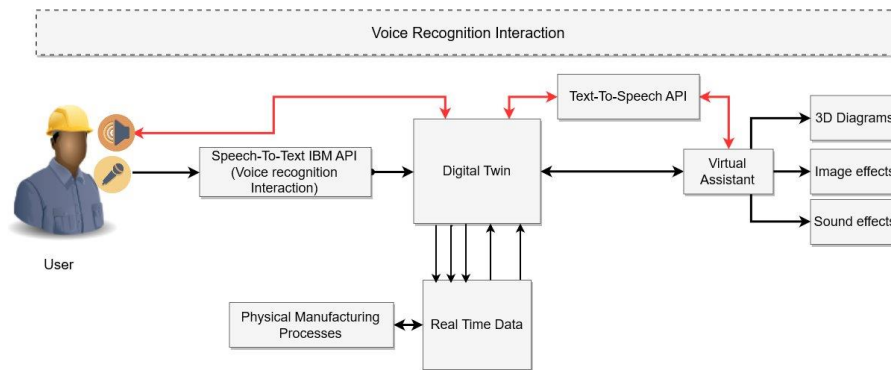 Voice Recognition Interaction
Text-To-Speech API
3D Diagrams
Speech-To-Text IBM API
(Voice recognition
Interaction)
Digital Twin
Virtual
Assistant
Image effects
Sound effects
User
Physical Manufacturing
Processes
Real Time Data